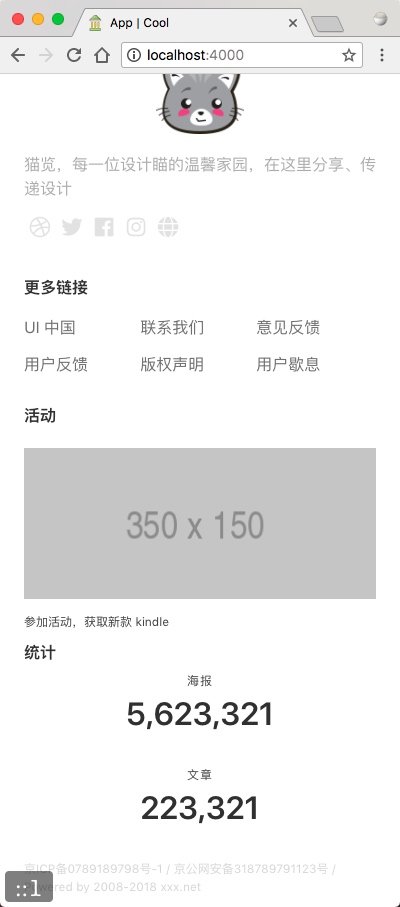 App | Cool
localhost:4000
猫览，每一位设计瞄的温馨家园，在这里分享、传
递设计
更多链接
UI 中国 联系我们 意见反馈
用户反馈 版权声明 用户歇息
活动
350 x 150
参加活动，获取新款 kindle
统计
海报
5,623,321
文章
223,321
京ICP备0789189798号-1 / 京公网安备318789791123号 /
Powered by 2008-2018 xxx.net
::1